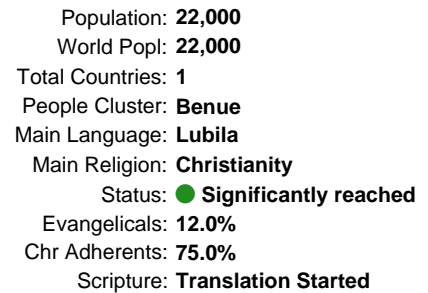 Population: 22,000
World Popl: 22,000
Total Countries: 1
People Cluster: Benue
Main Language: Lubila
Main Religion: Christianity
Status: Significantly reached
Evangelicals: 12.0%
Chr Adherents: 75.0%
Scripture: Translation Started